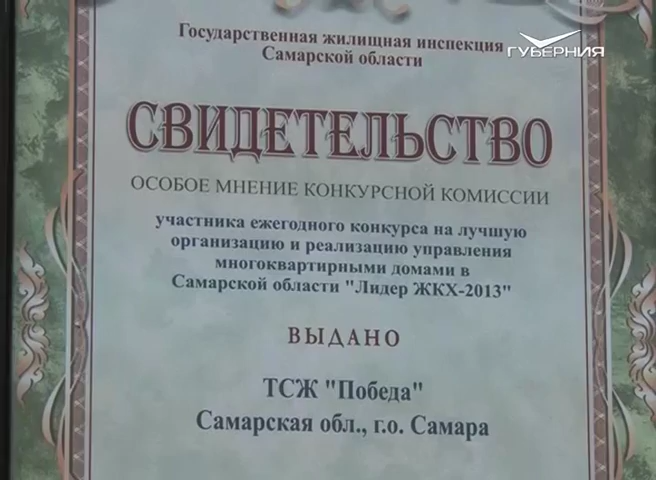 Государственная жилищная инспекция
Самарской области
ГУБЕРНИЯ
СВИДЕТЕЛЬСТВО
ОСОБОЕ МНЕНИЕ КОНКУРСНОЙ КОМИССИИ
участника ежегодного конкурса на лучшую
организацию и реализацию управления
многоквартирными домами в
Самарской области "Лидер ЖКХ-2013"
ВЫДАНО
ТСЖ "Победа"
Самарская обл., г.о. Самара